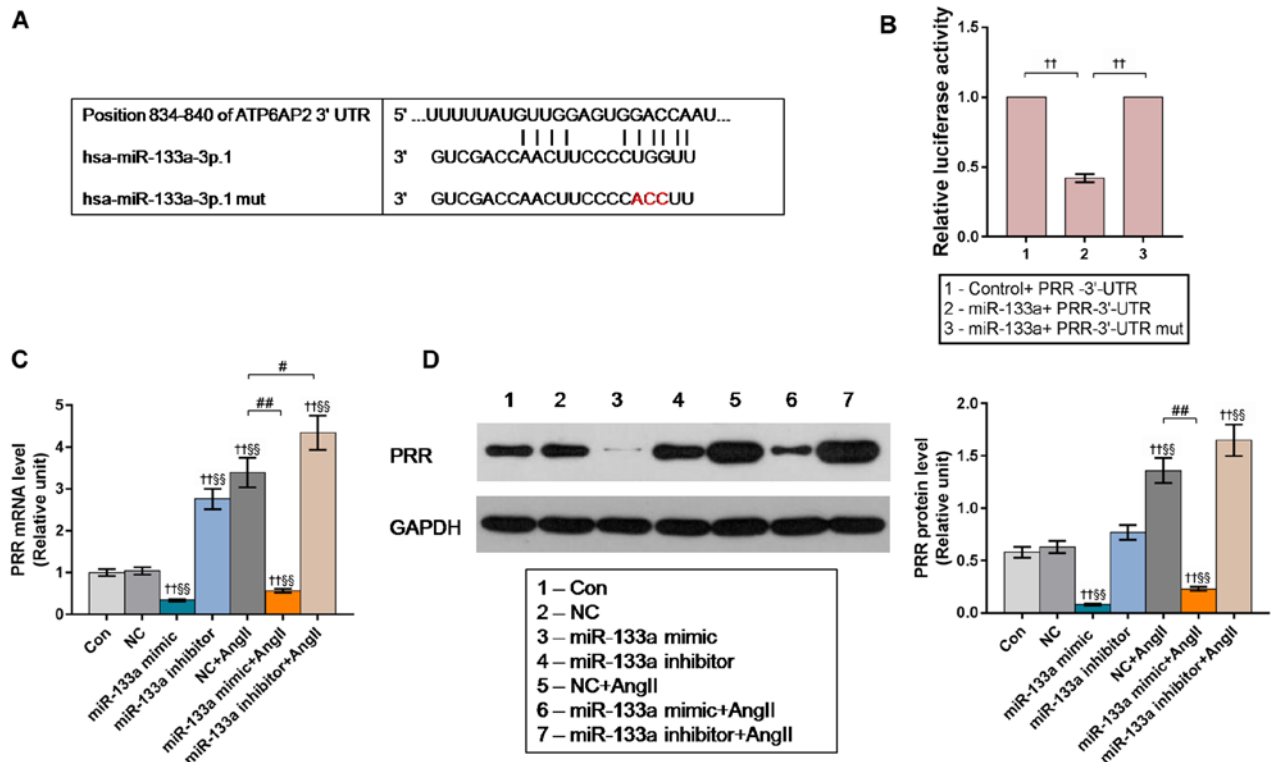 A
Position 834-840 of ATP6AP2 3' UTR 5' ...UUUUUAUGUUGGAGUGGACCAAU...
hsa-miR-133a-3p.1 3' GUCGACCAACUUCCCCUGGUU
hsa-miR-133a-3p.1 mut 3' GUCGACCAACUUCCCCACCUU
B
Relative luciferase activity
1.5
1.0
0.5
0.0
†† ††
1 2 3
1 - Control+ PRR -3'-UTR
2 - miR-133a+ PRR-3'-UTR
3 - miR-133a+ PRR-3'-UTR mut
C
PRR mRNA level
(Relative unit)
5
4
3
2
1
0
#
##
††§§
††§§
††§§
††§§
††§§
Con
NC
miR-133a mimic
miR-133a inhibitor
NC+AngII
miR-133a mimic+AngII
miR-133a inhibitor+AngII
D
1 2 3 4 5 6 7
PRR
GAPDH
1 – Con
2 – NC
3 – miR-133a mimic
4 – miR-133a inhibitor
5 – NC+AngII
6 – miR-133a mimic+AngII
7 – miR-133a inhibitor+AngII
PRR protein level
(Relative unit)
2.0
1.5
1.0
0.5
0.0
##
††§§
††§§
††§§
††§§
Con
NC
miR-133a mimic
miR-133a inhibitor
NC+AngII
miR-133a mimic+AngII
miR-133a inhibitor+AngII